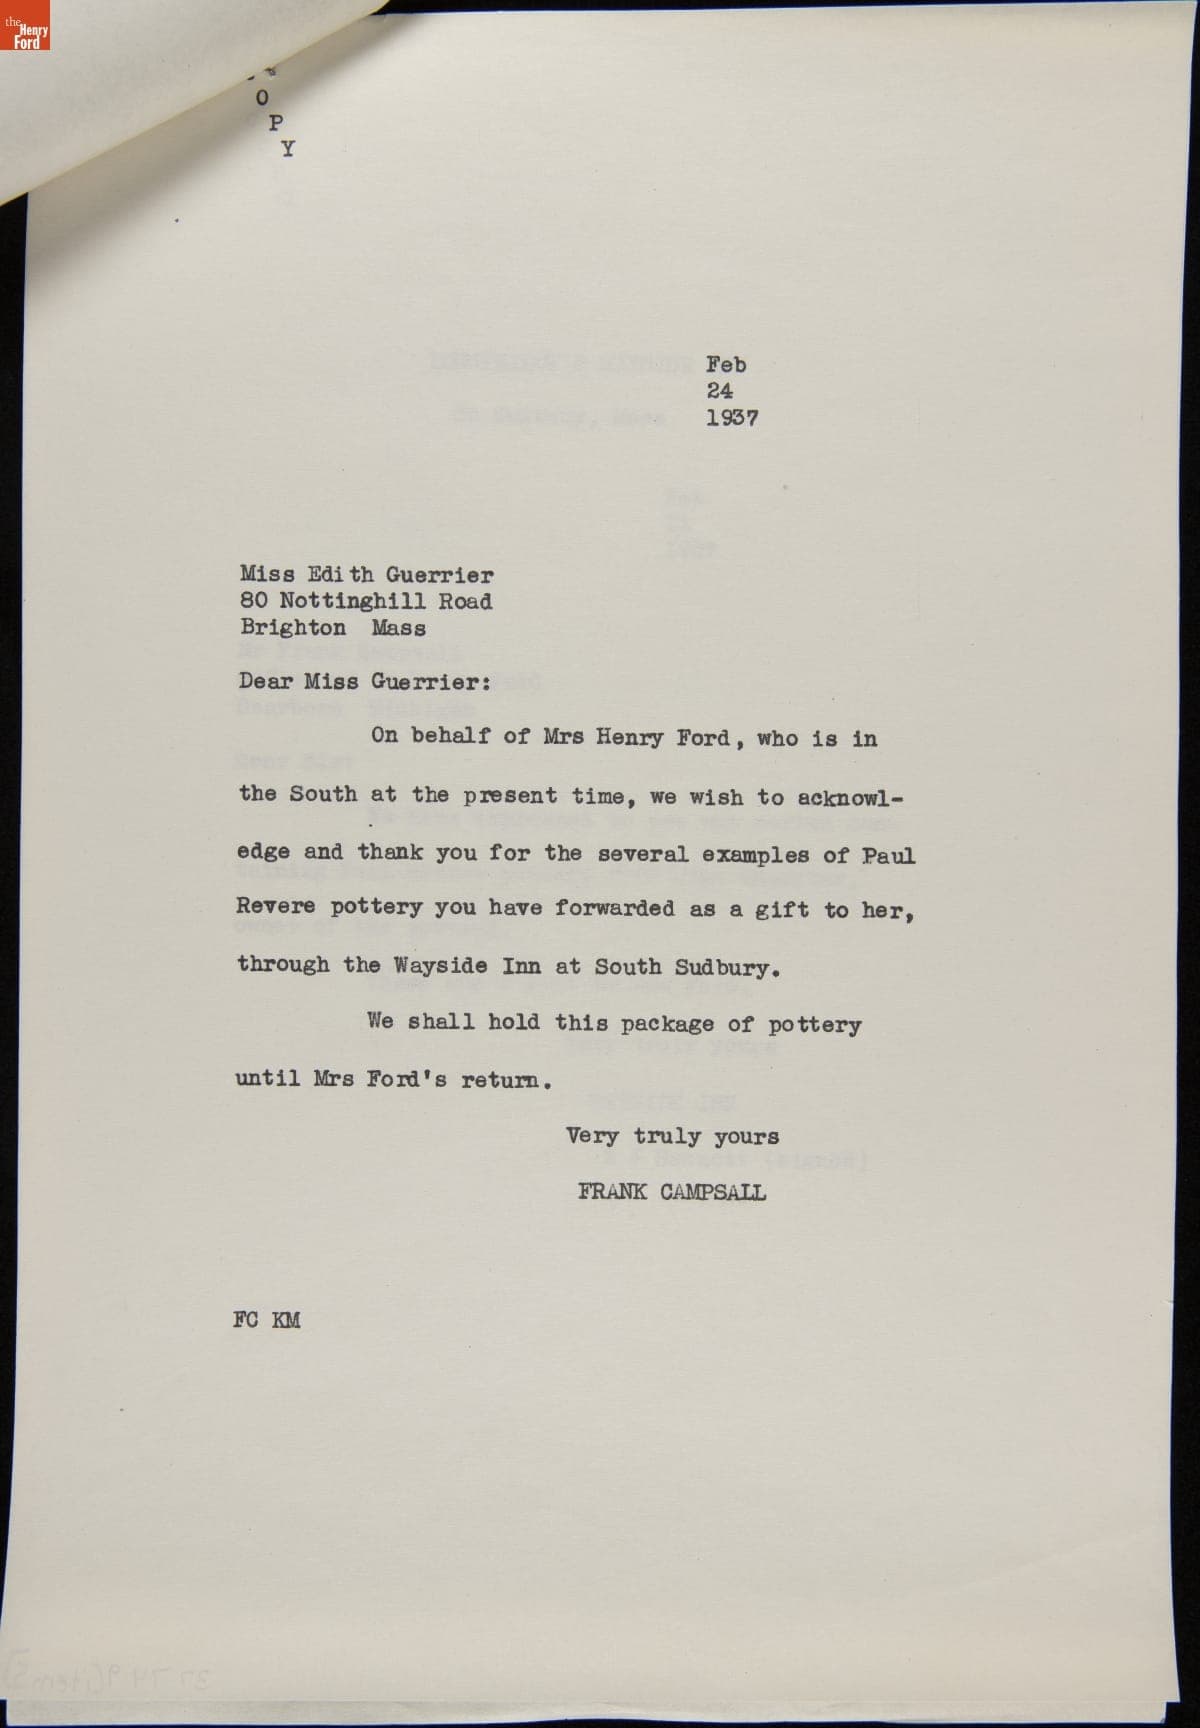 the
Henry
Ford
O
P
Y
Feb
24
1937
Miss Edith Guerrier
80 Nottinghill Road
Brighton Mass
Dear Miss Guerrier:
On behalf of Mrs Henry Ford, who is in
the South at the present time, we wish to acknowl-
edge and thank you for the several examples of Paul
Revere pottery you have forwarded as a gift to her,
through the Wayside Inn at South Sudbury.
We shall hold this package of pottery
until Mrs Ford's return.
Very truly yours
FRANK CAMPSALL
FC KM